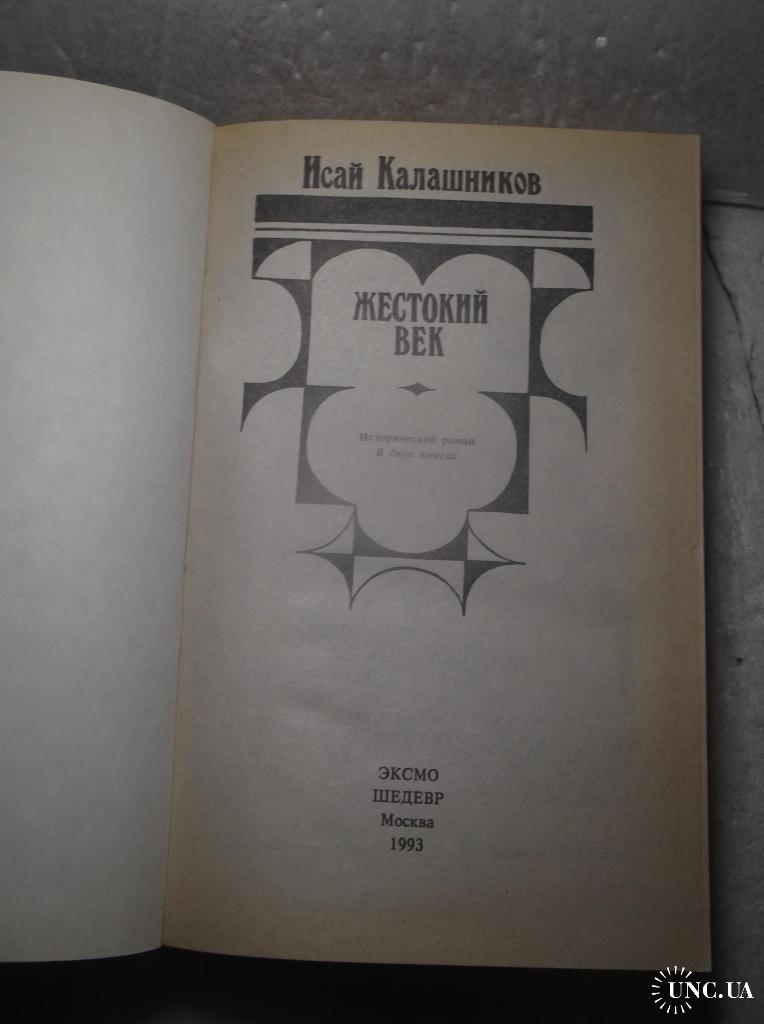 Исай Калашников
ЖЕСТОКИЙ
ВЕК
Исторический роман
В двух книгах
ЭКСМО
ШЕДЕВР
Москва
1993
UNC.UA